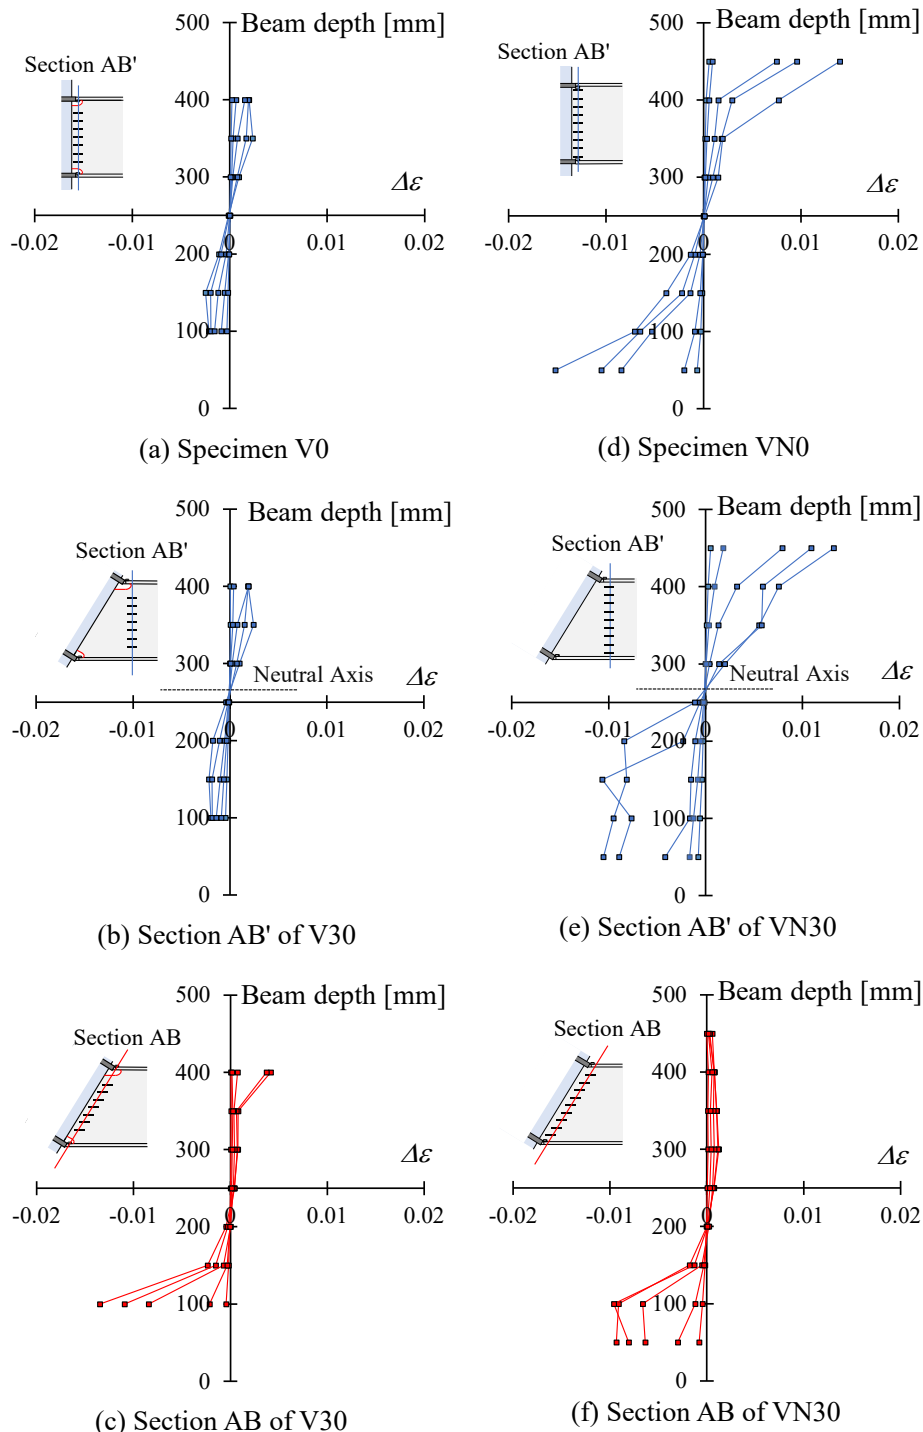 500
Beam depth [mm]
Section AB'
400
300
Δε
-0.02
-0.01
0
0.01
0.02
200
100
0
(a) Specimen V0
500
Beam depth [mm]
Section AB'
400
300
Δε
-0.02
-0.01
0
0.01
0.02
200
100
0
(d) Specimen VN0
500
Beam depth [mm]
Section AB'
400
300
Neutral Axis
Δε
-0.02
-0.01
0
0.01
0.02
200
100
0
(b) Section AB' of V30
500
Beam depth [mm]
Section AB'
400
300
Neutral Axis
Δε
-0.02
-0.01
0
0.01
0.02
200
100
0
(e) Section AB' of VN30
500
Beam depth [mm]
Section AB
400
300
Δε
-0.02
-0.01
0
0.01
0.02
200
100
0
(c) Section AB of V30
500
Beam depth [mm]
Section AB
400
300
Δε
-0.02
-0.01
0
0.01
0.02
200
100
0
(f) Section AB of VN30